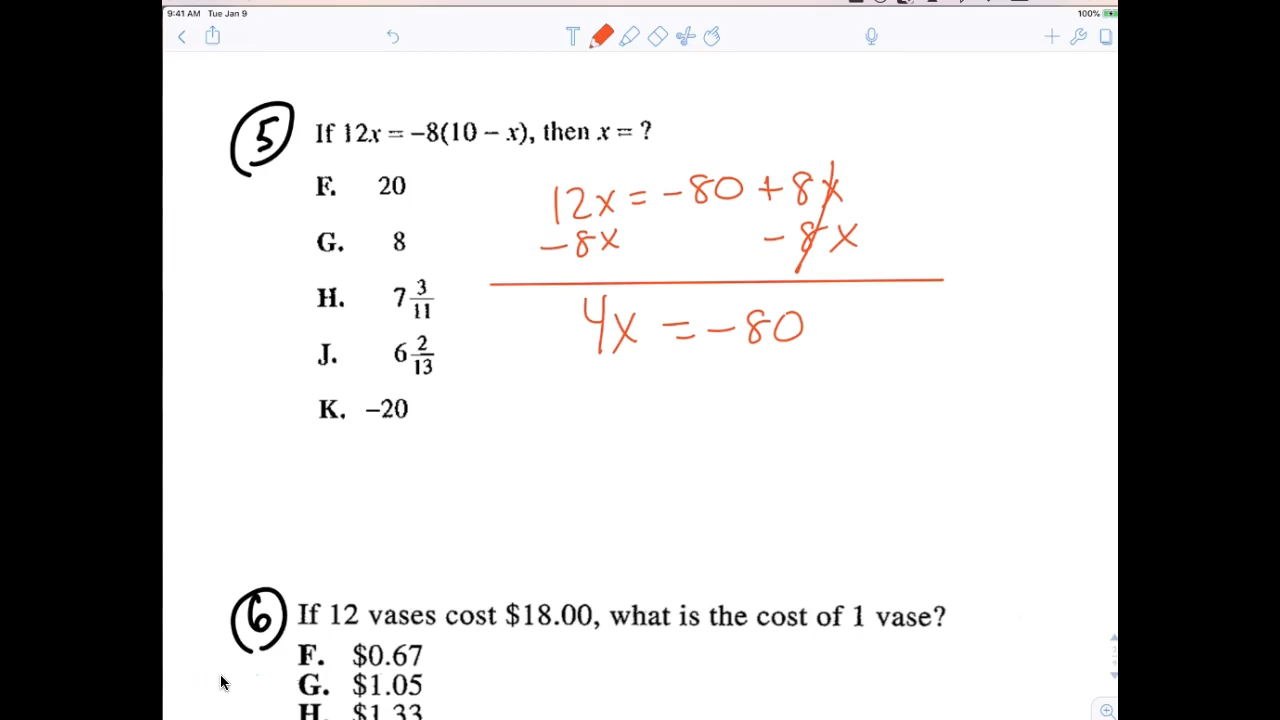 9:41 AM Tue Jan 9
100%
T
5 If 12x = −8(10 − x), then x = ?
F. 20
G. 8
H. 7 3/11
J. 6 2/13
K. −20
12x = −80 + 8x
−8x − 8x
4x = −80
6 If 12 vases cost $18.00, what is the cost of 1 vase?
F. $0.67
G. $1.05
H. $1.33